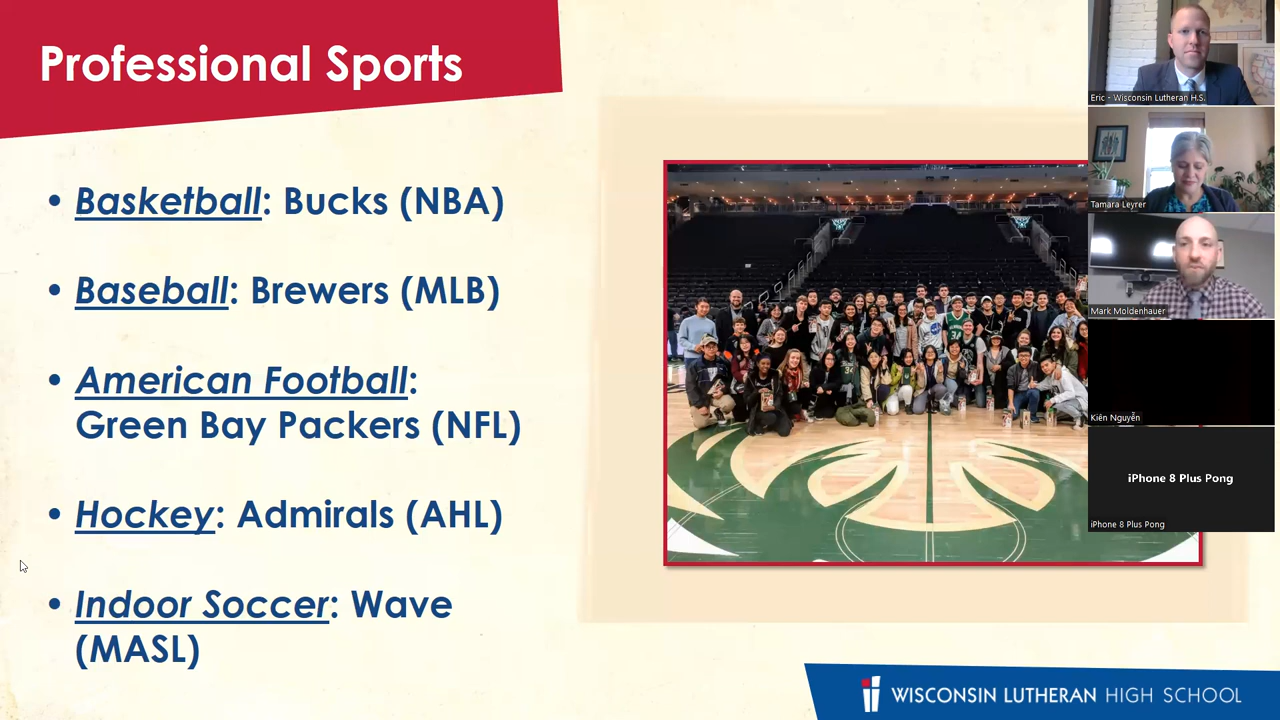 Professional Sports
• Basketball: Bucks (NBA)
• Baseball: Brewers (MLB)
• American Football:
Green Bay Packers (NFL)
• Hockey: Admirals (AHL)
• Indoor Soccer: Wave
(MASL)
Eric - Wisconsin Lutheran H.S.
Tamara Leyrer
Mark Moldenhauer
Kiên Nguyễn
iPhone 8 Plus Pong
iPhone 8 Plus Pong
34
34
WISCONSIN LUTHERAN HIGH SCHOOL